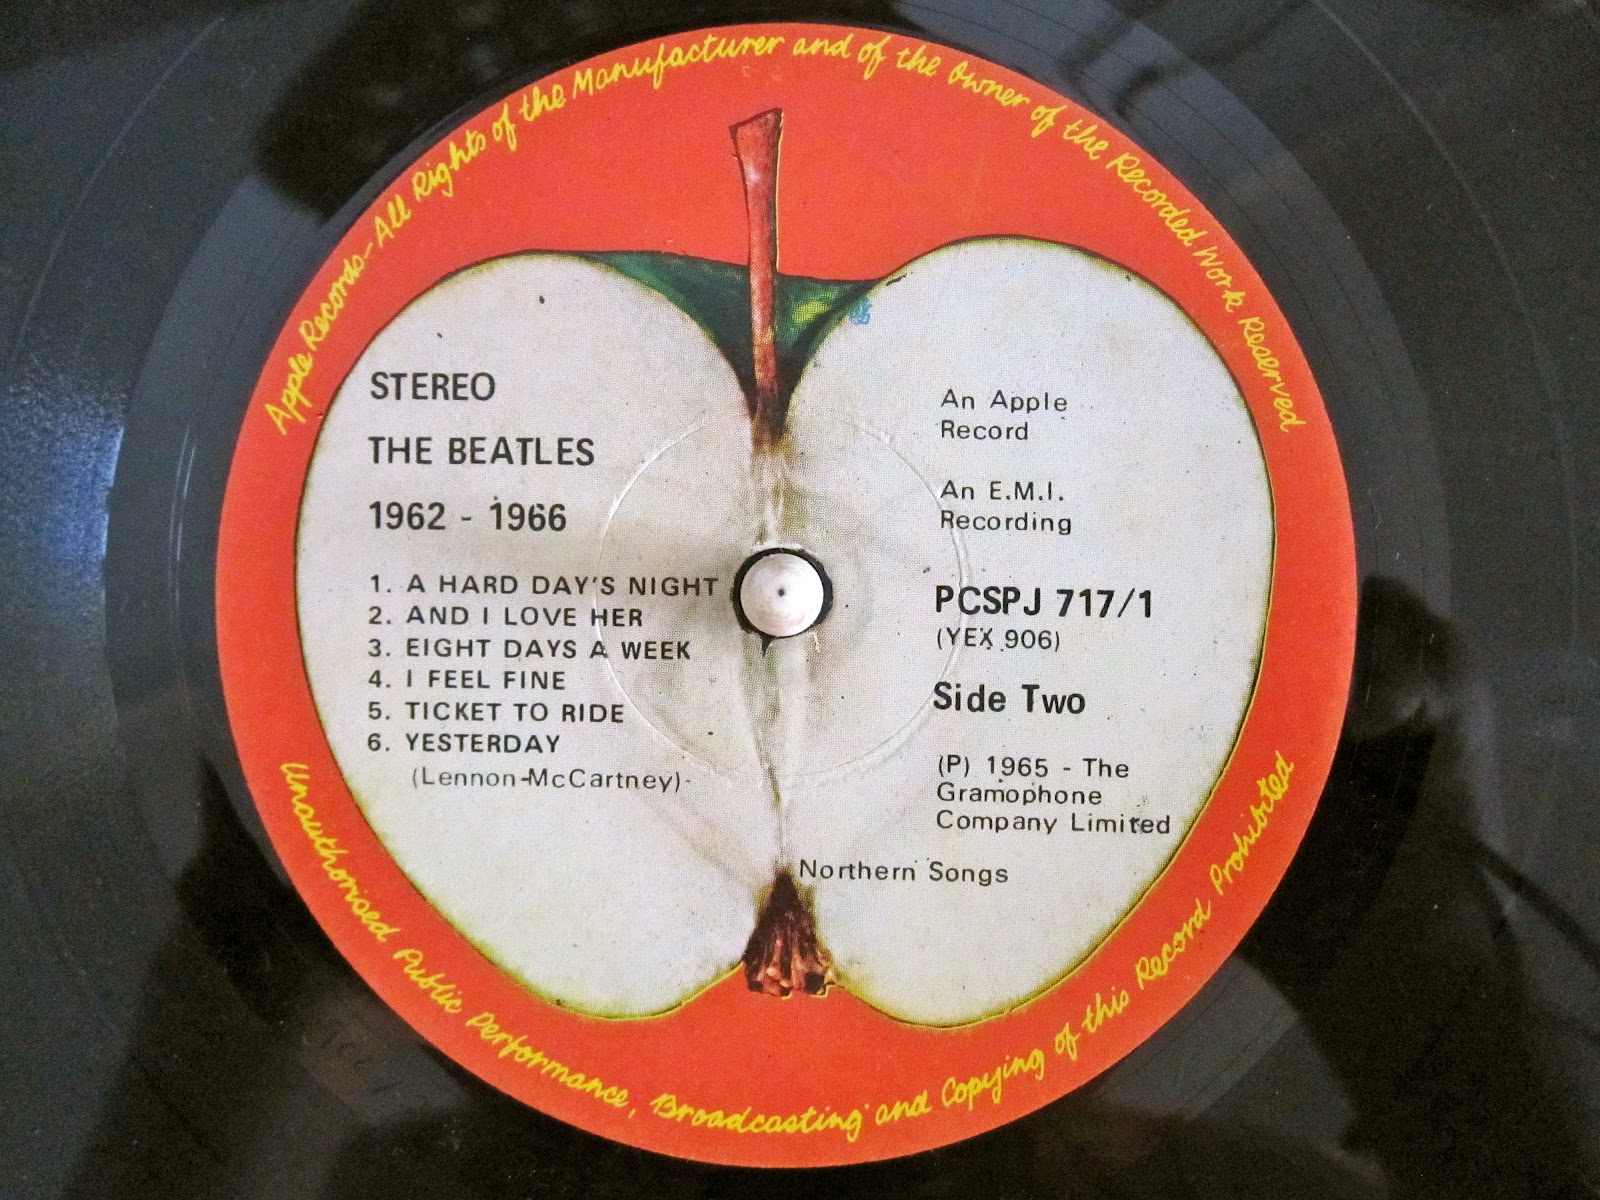 Apple Records-All Rights of the Manufacturer and of the Owner of the Recorded Work Reserved
STEREO
THE BEATLES
1962 - 1966
1. A HARD DAY'S NIGHT
2. AND I LOVE HER
3. EIGHT DAYS A WEEK
4. I FEEL FINE
5. TICKET TO RIDE
6. YESTERDAY
(Lennon-McCartney)
An Apple
Record
An E.M.I.
Recording
PCSPJ 717/1
(YEX 906)
Side Two
(P) 1965 - The
Gramophone
Company Limited
Northern Songs
Unauthorised Public Performance, Broadcasting and Copying of this Record Prohibited